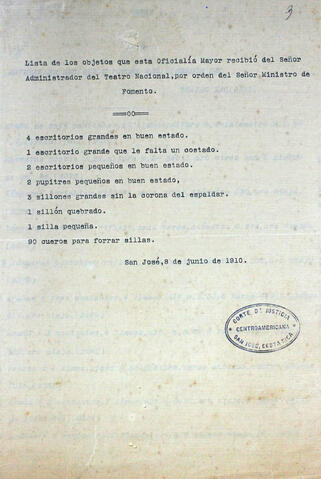 3
Lista de los objetos que esta Oficialía Mayor recibió del Señor
Administrador del Teatro Nacional,por orden del Señor Ministro de
Fomento.
4 escritorios grandes en buen estado.
1 escritorio grande que le falta un costado.
2 escritorios pequeños en buen estado.
2 pupitres pequeños en buen estado,
3 sillones grandes sin la corona del espaldar.
1 sillón quebrado.
1 silla pequeña.
90 cueros para forrar sillas.
San José,8 de junio de 1910.
CORTE DE JUSTICIA
CENTROAMERICANA
SAN JOSÉ, COSTA RICA